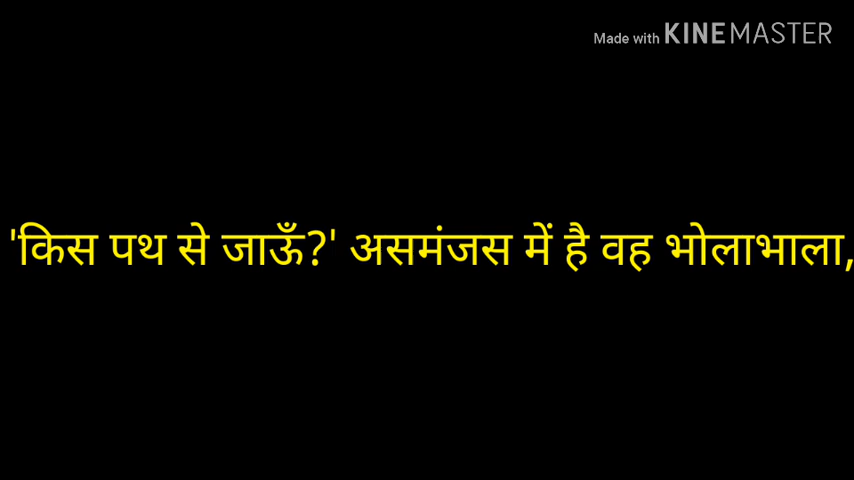 Made with KINEMASTER
'किस पथ से जाऊँ?' असमंजस में है वह भोलाभाला,